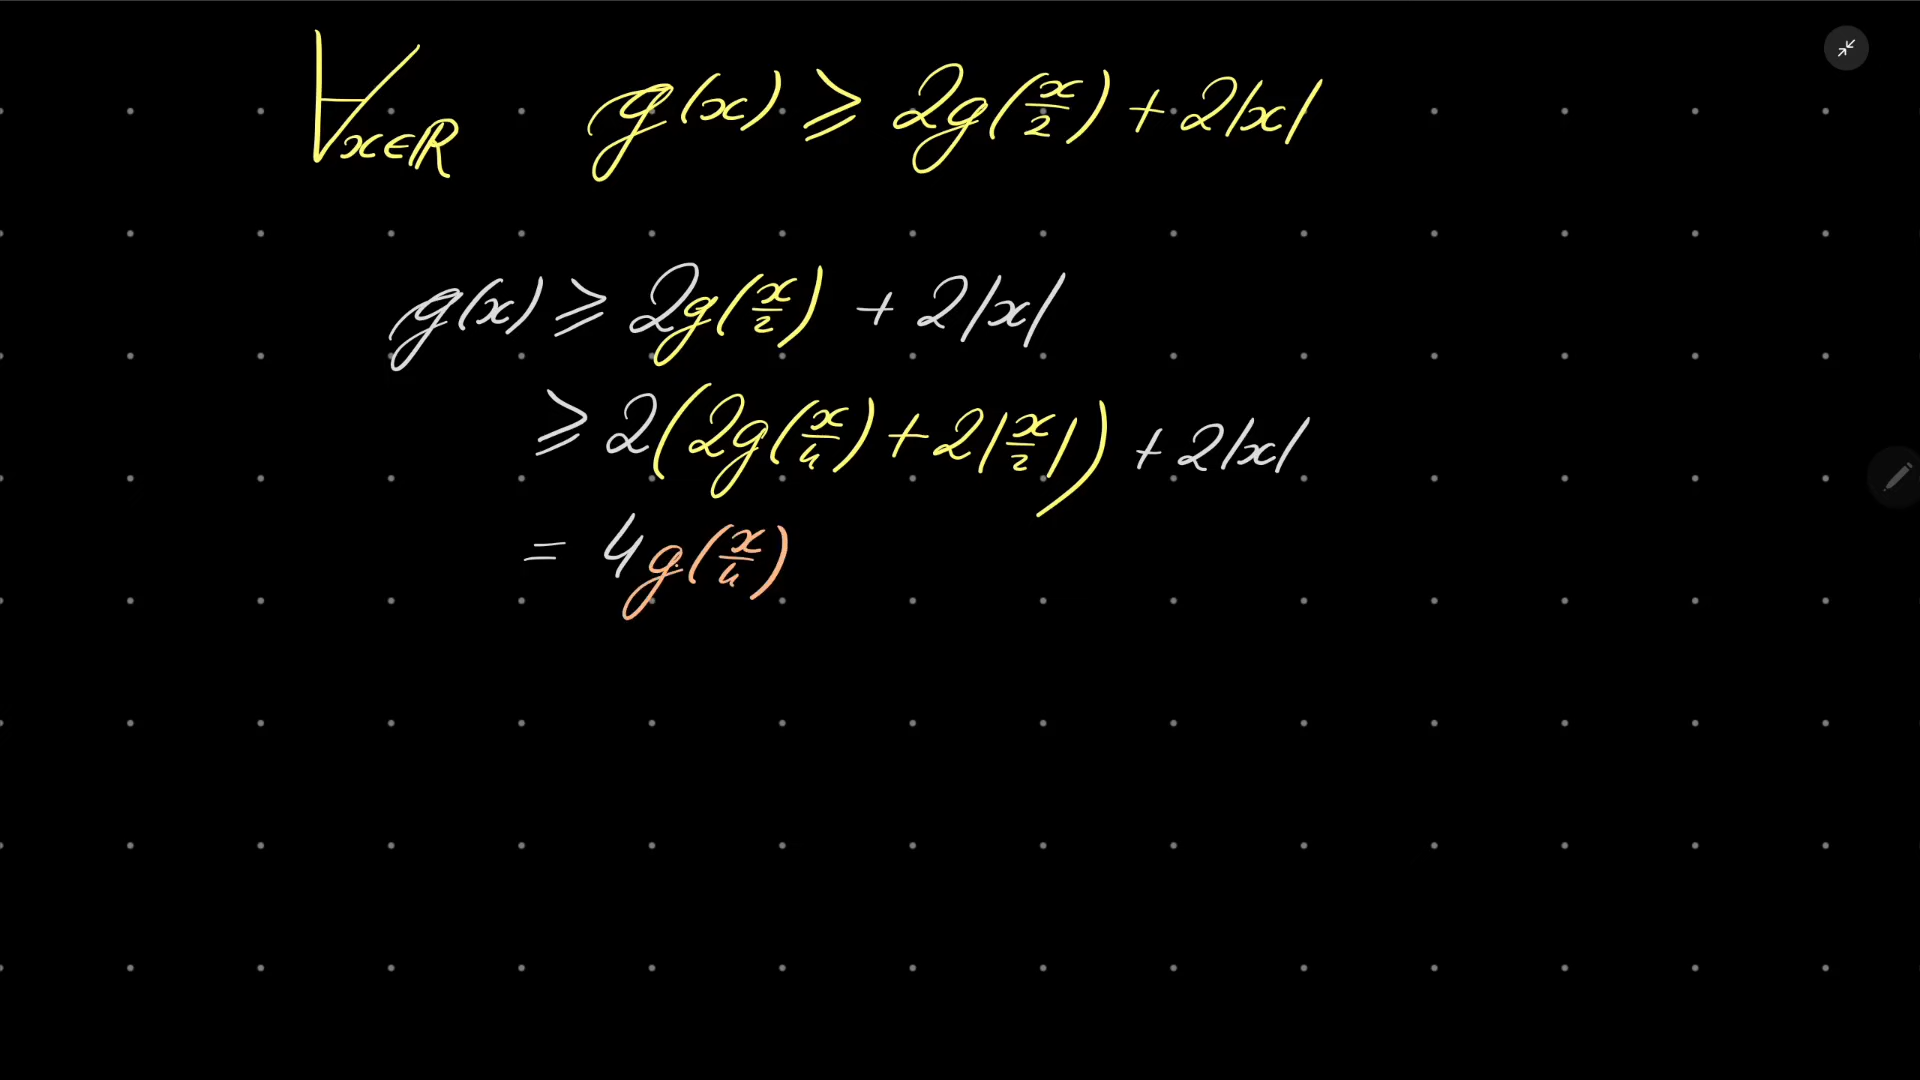 ∀x∈ℝ g(x) ⩾ 2g(x/2) + 2|x|
g(x) ⩾ 2g(x/2) + 2|x|
⩾ 2(2g(x/4) + 2|x/2|) + 2|x|
= 4g(x/4)